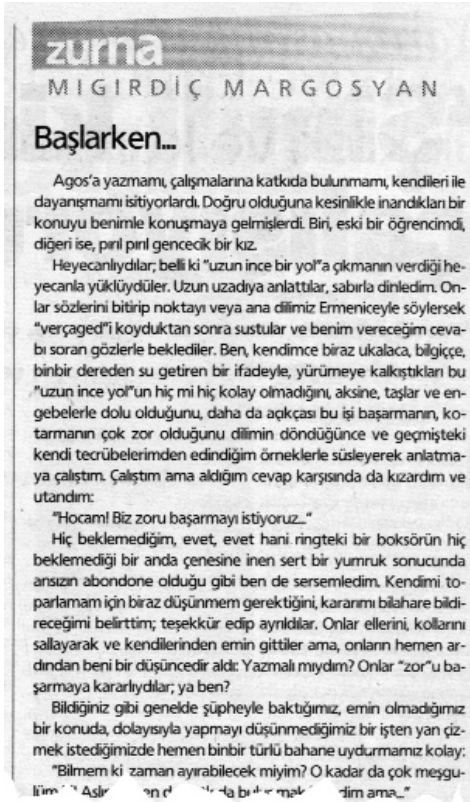 zurna
MIGIRDİÇ MARGOSYAN
Başlarken...
Agos'a yazmamı, çalışmalarına katkıda bulunmamı, kendileri ile
dayanışmamı isitiyorlardı. Doğru olduğuna kesinlikle inandıkları bir
konuyu benimle konuşmaya gelmişlerdi. Biri, eski bir öğrencimdi,
diğeri ise, pırıl pırıl gencecik bir kız.
Heyecanlıydılar; belli ki "uzun ince bir yol"a çıkmanın verdiği he-
yecanla yüklüydüler. Uzun uzadıya anlattılar, sabırla dinledim. On-
lar sözlerini bitirip noktayı veya ana dilimiz Ermeniceyle söylersek
"verçaged"i koyduktan sonra sustular ve benim vereceğim ceva-
bı soran gözlerle beklediler. Ben, kendimce biraz ukalaca, bilgiççe,
binbir dereden su getiren bir ifadeyle, yürümeye kalkıştıkları bu
"uzun ince yol"un hiç mi hiç kolay olmadığını, aksine, taşlar ve en-
gebelerle dolu olduğunu, daha da açıkçası bu işi başarmanın, ko-
tarmanın çok zor olduğunu dilimin döndüğünce ve geçmişteki
kendi tecrübelerimden edindiğim örneklerle süsleyerek anlatma-
ya çalıştım. Çalıştım ama aldığım cevap karşısında da kızardım ve
utandım:
"Hocam! Biz zoru başarmayı istiyoruz..."
Hiç beklemediğim, evet, evet hani ringteki bir boksörün hiç
beklemediği bir anda çenesine inen sert bir yumruk sonucunda
ansızın abondone olduğu gibi ben de sersemledim. Kendimi to-
parlamam için biraz düşünmem gerektiğini, kararımı bilahare bildi-
receğimi belirttim; teşekkür edip ayrıldılar. Onlar ellerini, kollarını
sallayarak ve kendilerinden emin gittiler ama, onların hemen ar-
dından beni bir düşüncedir aldı: Yazmalı mıydım? Onlar "zor"u ba-
şarmaya kararlıydılar; ya ben?
Bildiğiniz gibi genelde şüpheyle baktığımız, emin olmadığımız
bir konuda, dolayısıyla yapmayı düşünmediğimiz bir işten yan çiz-
mek istediğimizde hemen binbir türlü bahane uydurmamız kolay:
"Bilmem ki zaman ayırabilecek miyim? O kadar da çok meşgu-
ama..."